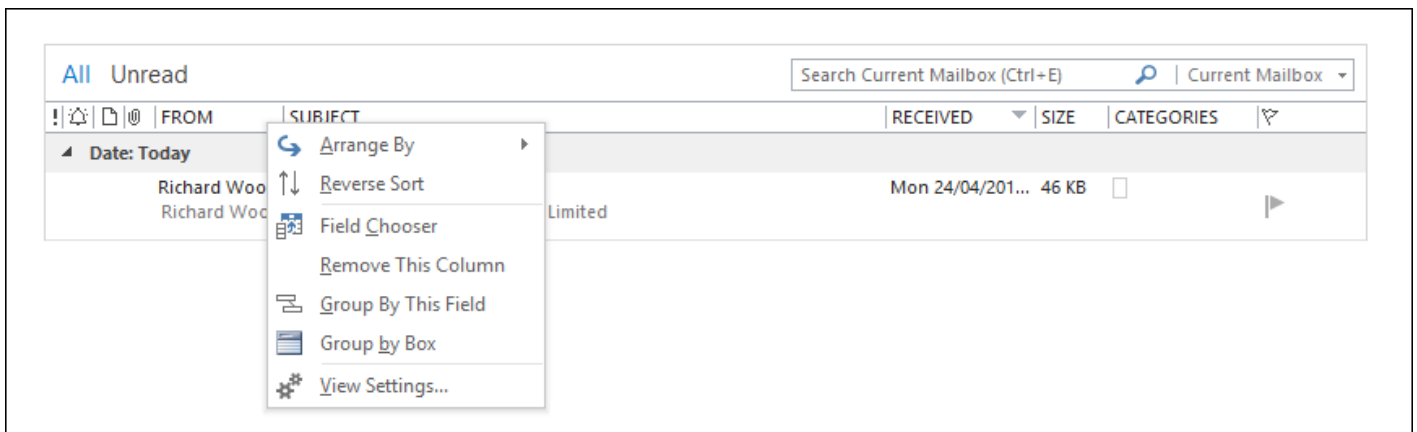 All Unread
Search Current Mailbox (Ctrl+E) Current Mailbox
! FROM SUBJECT RECEIVED SIZE CATEGORIES
Date: Today
Richard Woo Mon 24/04/201... 46 KB
Richard Woo Limited
Arrange By
Reverse Sort
Field Chooser
Remove This Column
Group By This Field
Group by Box
View Settings...